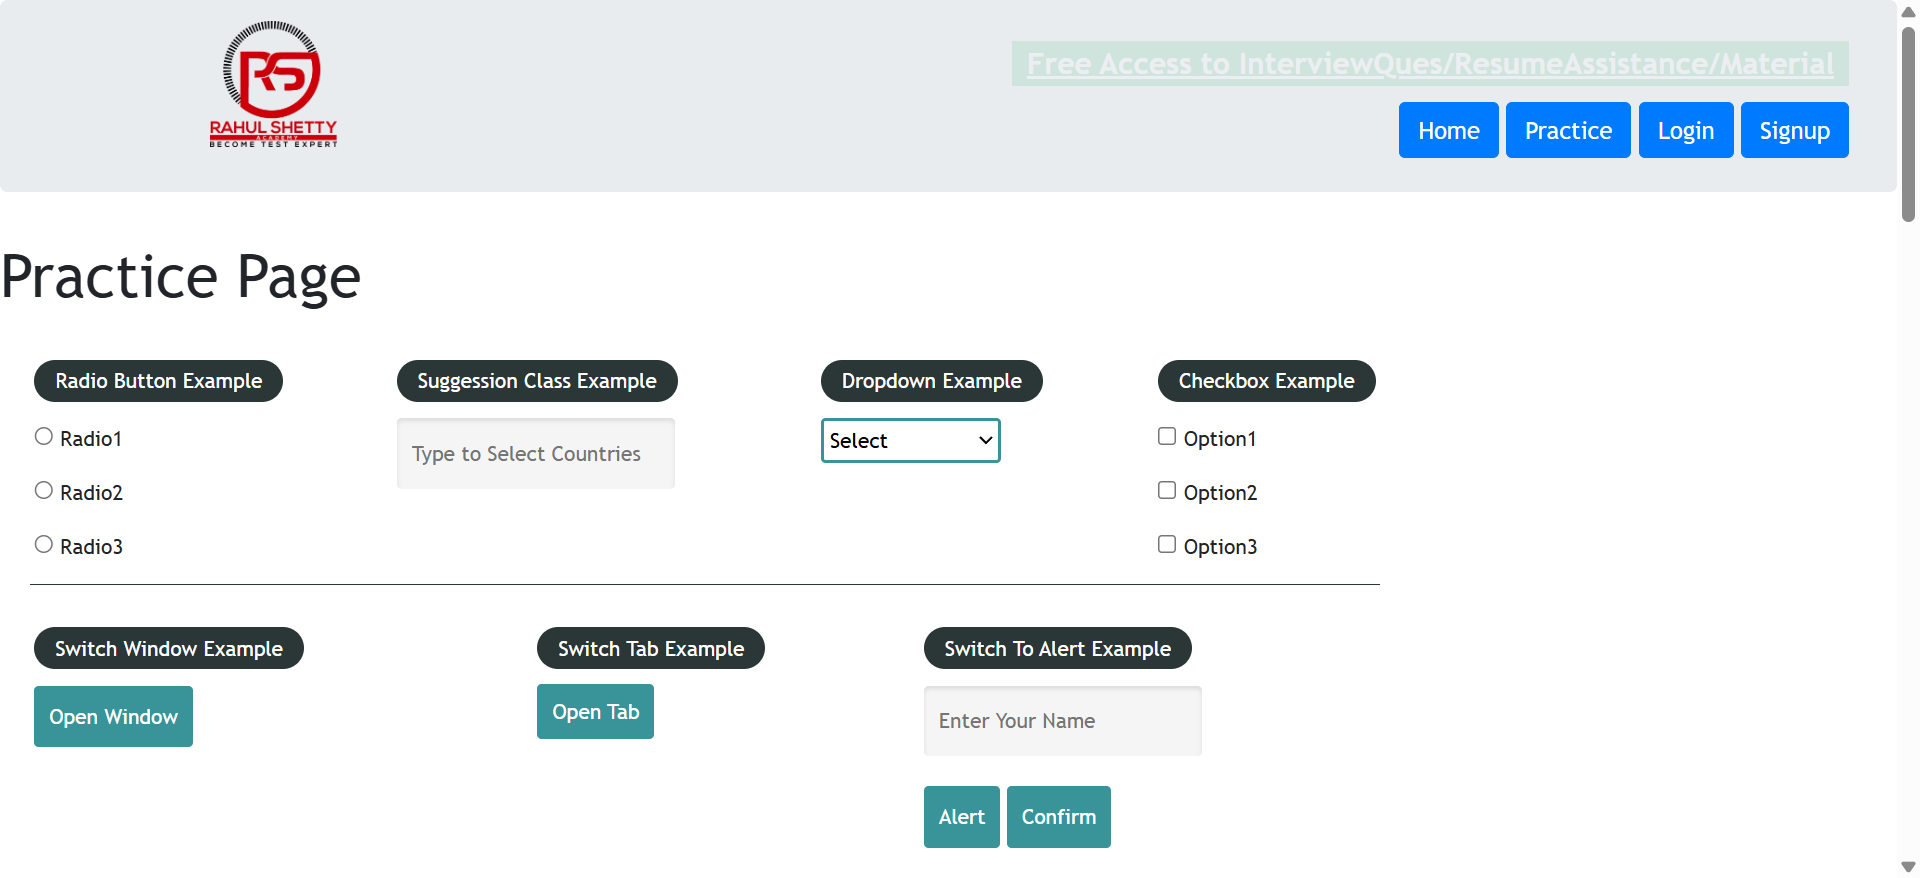 RS
RAHUL SHETTY
ACADEMY
BECOME TEST EXPERT
Free Access to InterviewQues/ResumeAssistance/Material
Home Practice Login Signup
Practice Page
Radio Button Example
Radio1
Radio2
Radio3
Suggession Class Example
Type to Select Countries
Dropdown Example
Select
Checkbox Example
Option1
Option2
Option3
Switch Window Example
Open Window
Switch Tab Example
Open Tab
Switch To Alert Example
Enter Your Name
Alert Confirm